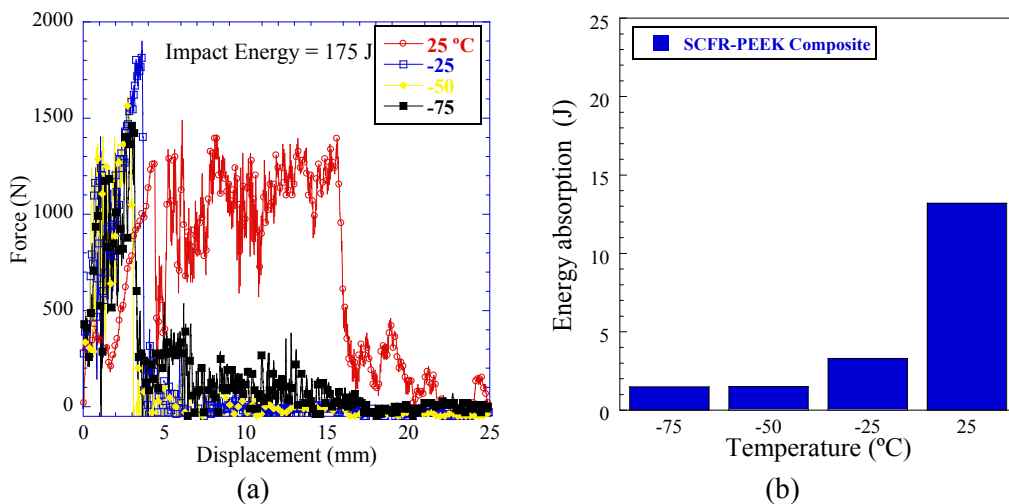 2000
1500
1000
500
0
Force (N)
Impact Energy = 175 J
25 ºC
-25
-50
-75
0 5 10 15 20 25
Displacement (mm)
(a)
25
20
15
10
5
0
Energy absorption (J)
SCFR-PEEK Composite
-75 -50 -25 25
Temperature (ºC)
(b)